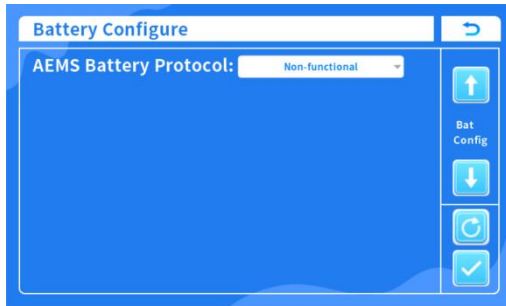 Battery Configure
AEMS Battery Protocol: Non-functional
Bat
Config